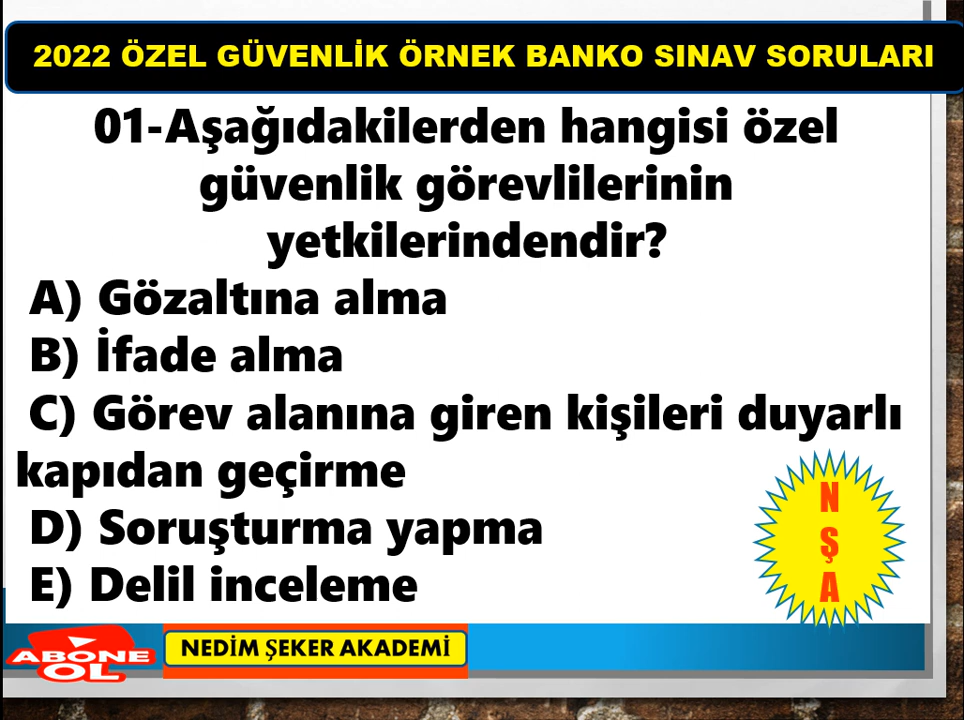 2022 ÖZEL GÜVENLİK ÖRNEK BANKO SINAV SORULARI
01-Aşağıdakilerden hangisi özel
güvenlik görevlilerinin
yetkilerindendir?
A) Gözaltına alma
B) İfade alma
C) Görev alanına giren kişileri duyarlı
kapıdan geçirme
D) Soruşturma yapma
E) Delil inceleme
N
Ş
A
ABONE
OL
NEDİM ŞEKER AKADEMİ